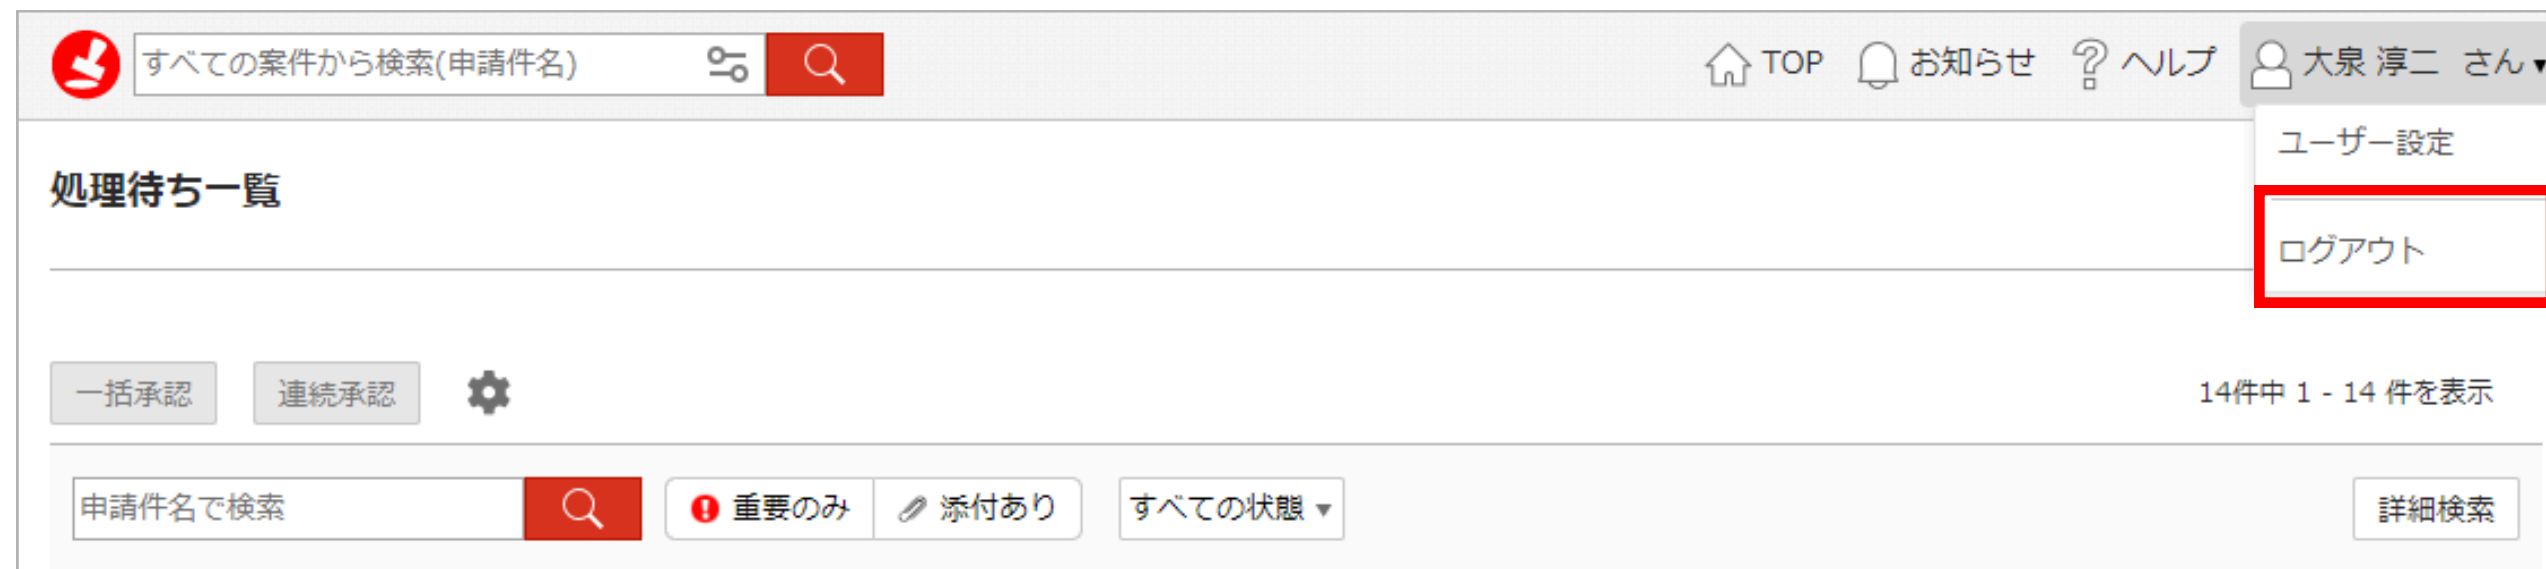 すべての案件から検索(申請件名)
TOP お知らせ ヘルプ 大泉 淳二 さん ▼
ユーザー設定
処理待ち一覧
ログアウト
一括承認 連続承認
14件中 1 - 14 件を表示
申請件名で検索 重要のみ 添付あり すべての状態 ▼ 詳細検索